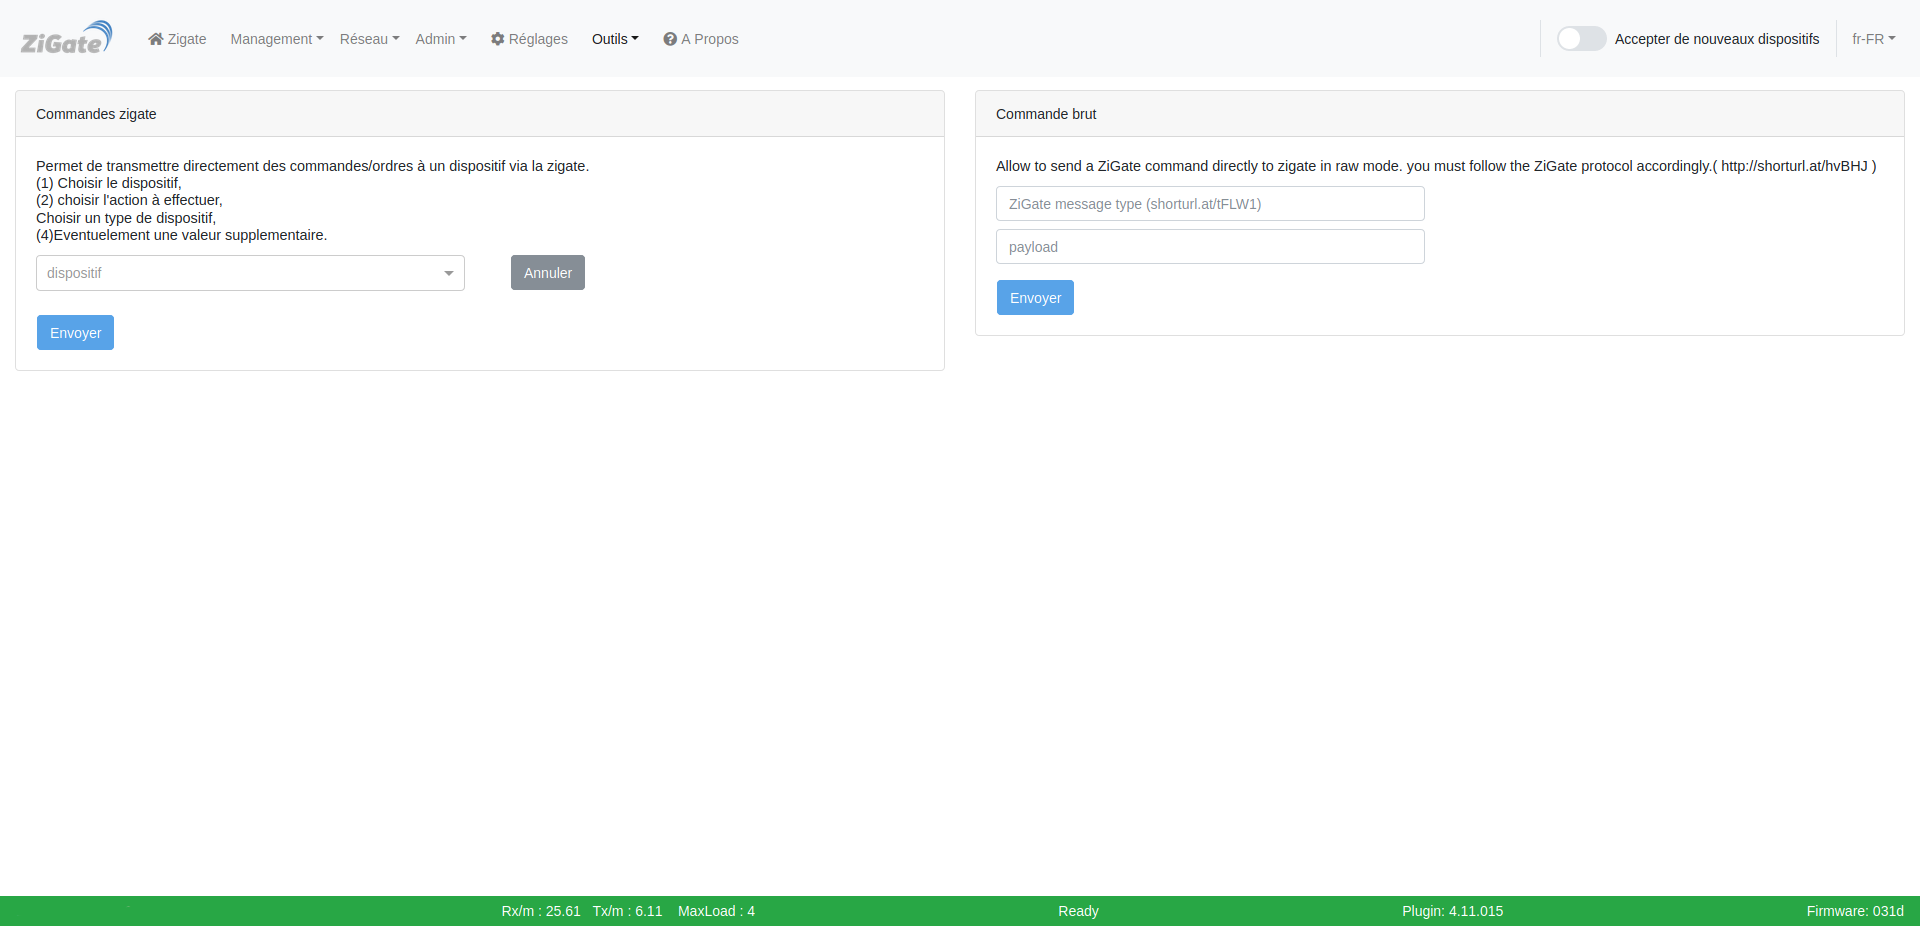 ZiGate
Zigate
Management
Réseau
Admin
Réglages
Outils
A Propos
Accepter de nouveaux dispositifs
fr-FR
Commandes zigate
Permet de transmettre directement des commandes/ordres à un dispositif via la zigate.
(1) Choisir le dispositif,
(2) choisir l'action à effectuer,
Choisir un type de dispositif,
(4)Eventuelement une valeur supplementaire.
dispositif
Annuler
Envoyer
Commande brut
Allow to send a ZiGate command directly to zigate in raw mode. you must follow the ZiGate protocol accordingly.( http://shorturl.at/hvBHJ )
ZiGate message type (shorturl.at/tFLW1)
payload
Envoyer
Rx/m : 25.61 Tx/m : 6.11 MaxLoad : 4
Ready
Plugin: 4.11.015
Firmware: 031d